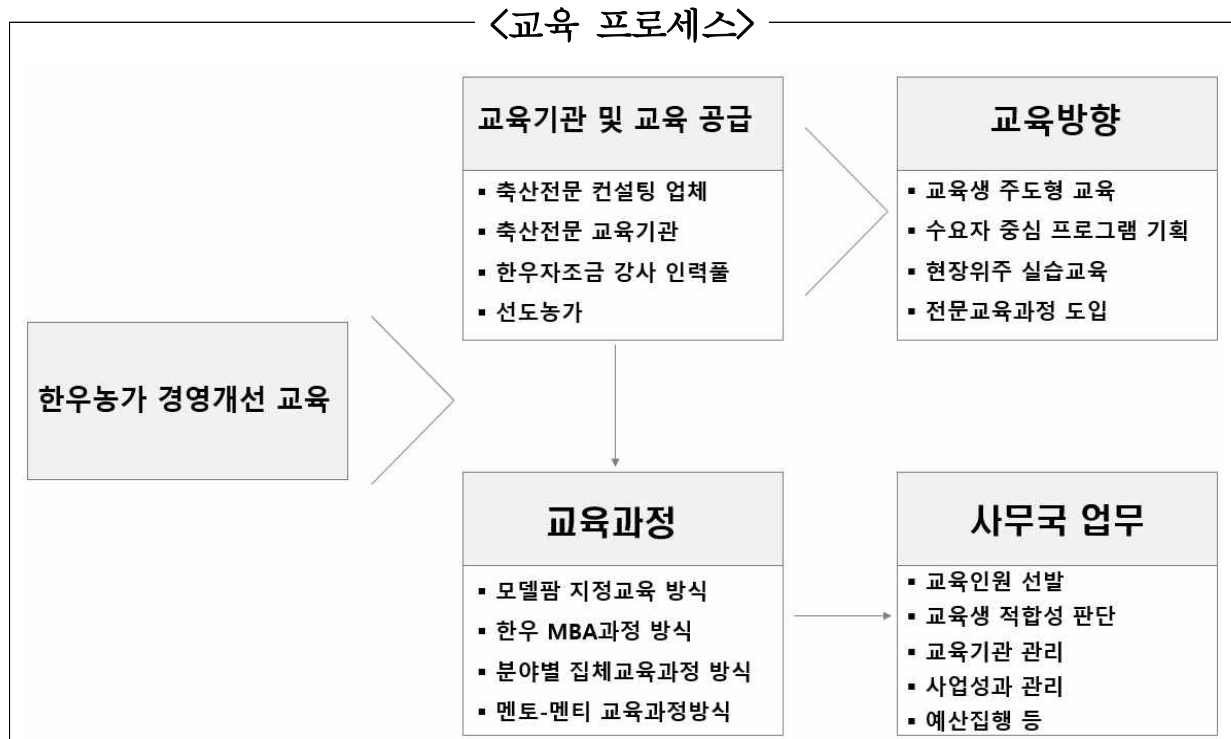 <교육 프로세스>
한우농가 경영개선 교육
교육기관 및 교육 공급
▪ 축산전문 컨설팅 업체
▪ 축산전문 교육기관
▪ 한우자조금 강사 인력풀
▪ 선도농가
교육방향
▪ 교육생 주도형 교육
▪ 수요자 중심 프로그램 기획
▪ 현장위주 실습교육
▪ 전문교육과정 도입
교육과정
▪ 모델팜 지정교육 방식
▪ 한우 MBA과정 방식
▪ 분야별 집체교육과정 방식
▪ 멘토-멘티 교육과정방식
사무국 업무
▪ 교육인원 선발
▪ 교육생 적합성 판단
▪ 교육기관 관리
▪ 사업성과 관리
▪ 예산집행 등